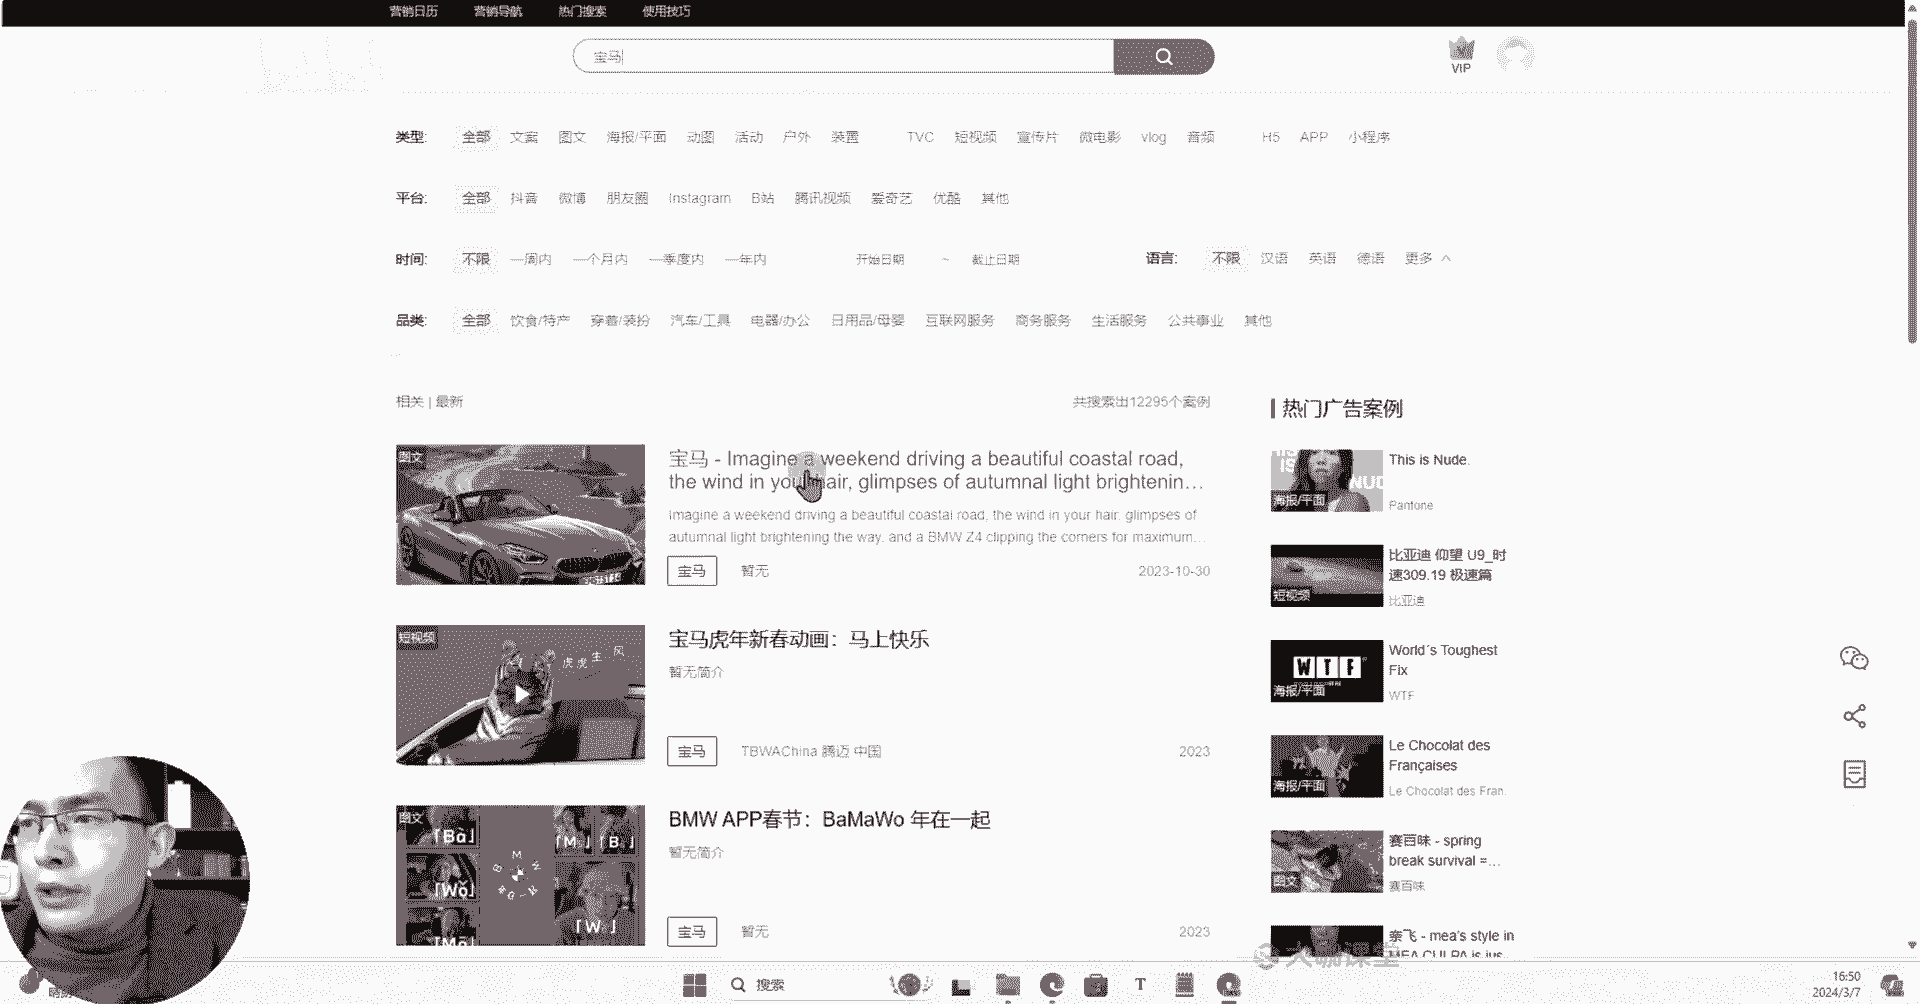 营销日历 营销导航 热门搜索 使用技巧
宝马
VIP
类型: 全部 文案 图文 海报/平面 动图 活动 户外 装置 TVC 短视频 宣传片 微电影 vlog 音频 H5 APP 小程序
平台: 全部 抖音 微博 朋友圈 Instagram B站 腾讯视频 爱奇艺 优酷 其他
时间: 不限 一周内 一个月内 一季度内 一年内 开始日期 ~ 截止日期 语言: 不限 汉语 英语 德语 更多
品类: 全部 饮食/特产 穿着/装扮 汽车/工具 电器/办公 日用品/母婴 互联网服务 商务服务 生活服务 公共事业 其他
相关 | 最新 共搜索出12295个案例
图文
宝马 - Imagine a weekend driving a beautiful coastal road,
the wind in your hair, glimpses of autumnal light brightenin...
Imagine a weekend driving a beautiful coastal road, the wind in your hair, glimpses of
autumnal light brightening the way, and a BMW Z4 clipping the corners for maximum...
宝马 暂无 2023-10-30
短视频
虎虎生风
宝马虎年新春动画：马上快乐
暂无简介
宝马 TBWAChina 腾迈 中国 2023
图文
「Bǎ」
「M」「B」
「Wǒ」
「W」
「Mǎ」
BMW APP春节：BaMaWo 年在一起
暂无简介
宝马 暂无 2023
热门广告案例
海报/平面
This is Nude.
Pantone
短视频
比亚迪 仰望 U9_时
速309.19 极速篇
比亚迪
WTF
海报/平面
World´s Toughest
Fix
WTF
海报/平面
Le Chocolat des
Françaises
Le Chocolat des Fran.
图文
赛百味 - spring
break survival =...
赛百味
奈飞 - mea's style in
MEA CULPA is jus
大咖课堂
搜索
16:50
2024/3/7